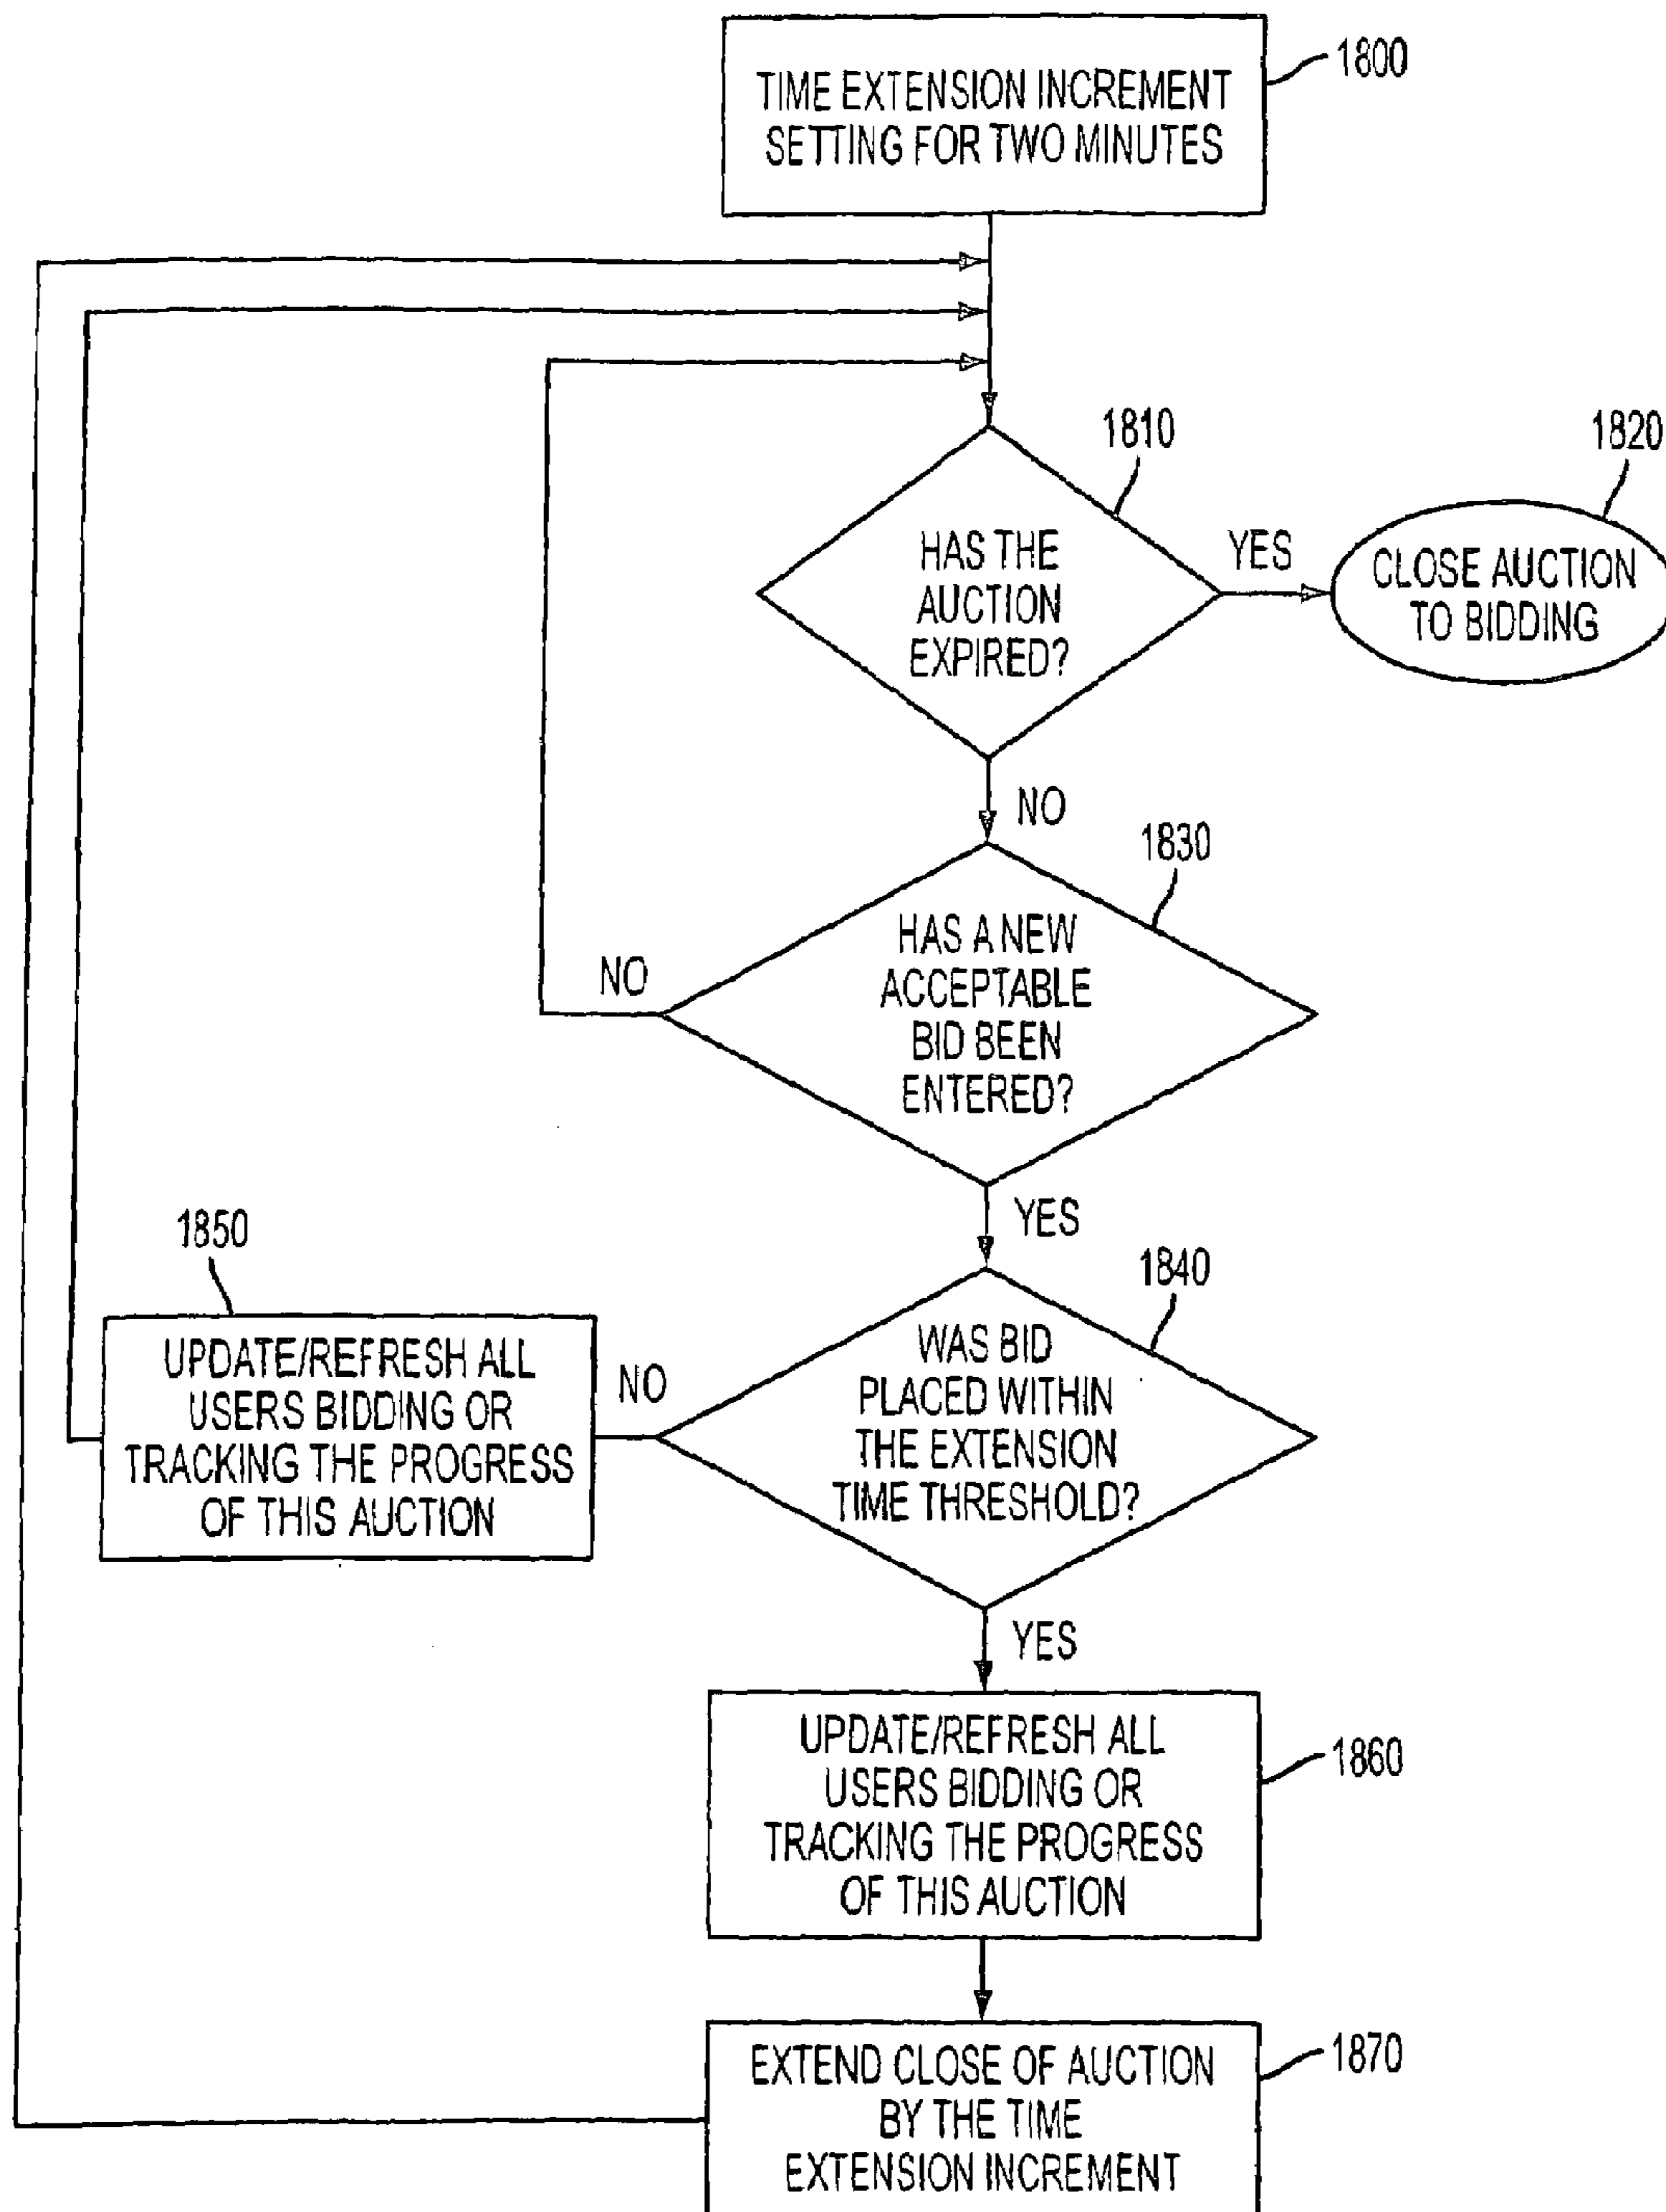 1800
TIME EXTENSION INCREMENT
SETTING FOR TWO MINUTES
1810
HAS THE
AUCTION
EXPIRED?
YES
1820
CLOSE AUCTION
TO BIDDING
NO
1830
HAS A NEW
ACCEPTABLE
BID BEEN
ENTERED?
NO
YES
1840
WAS BID
PLACED WITHIN
THE EXTENSION
TIME THRESHOLD?
NO
1850
UPDATE/REFRESH ALL
USERS BIDDING OR
TRACKING THE PROGRESS
OF THIS AUCTION
YES
1860
UPDATE/REFRESH ALL
USERS BIDDING OR
TRACKING THE PROGRESS
OF THIS AUCTION
1870
EXTEND CLOSE OF AUCTION
BY THE TIME
EXTENSION INCREMENT